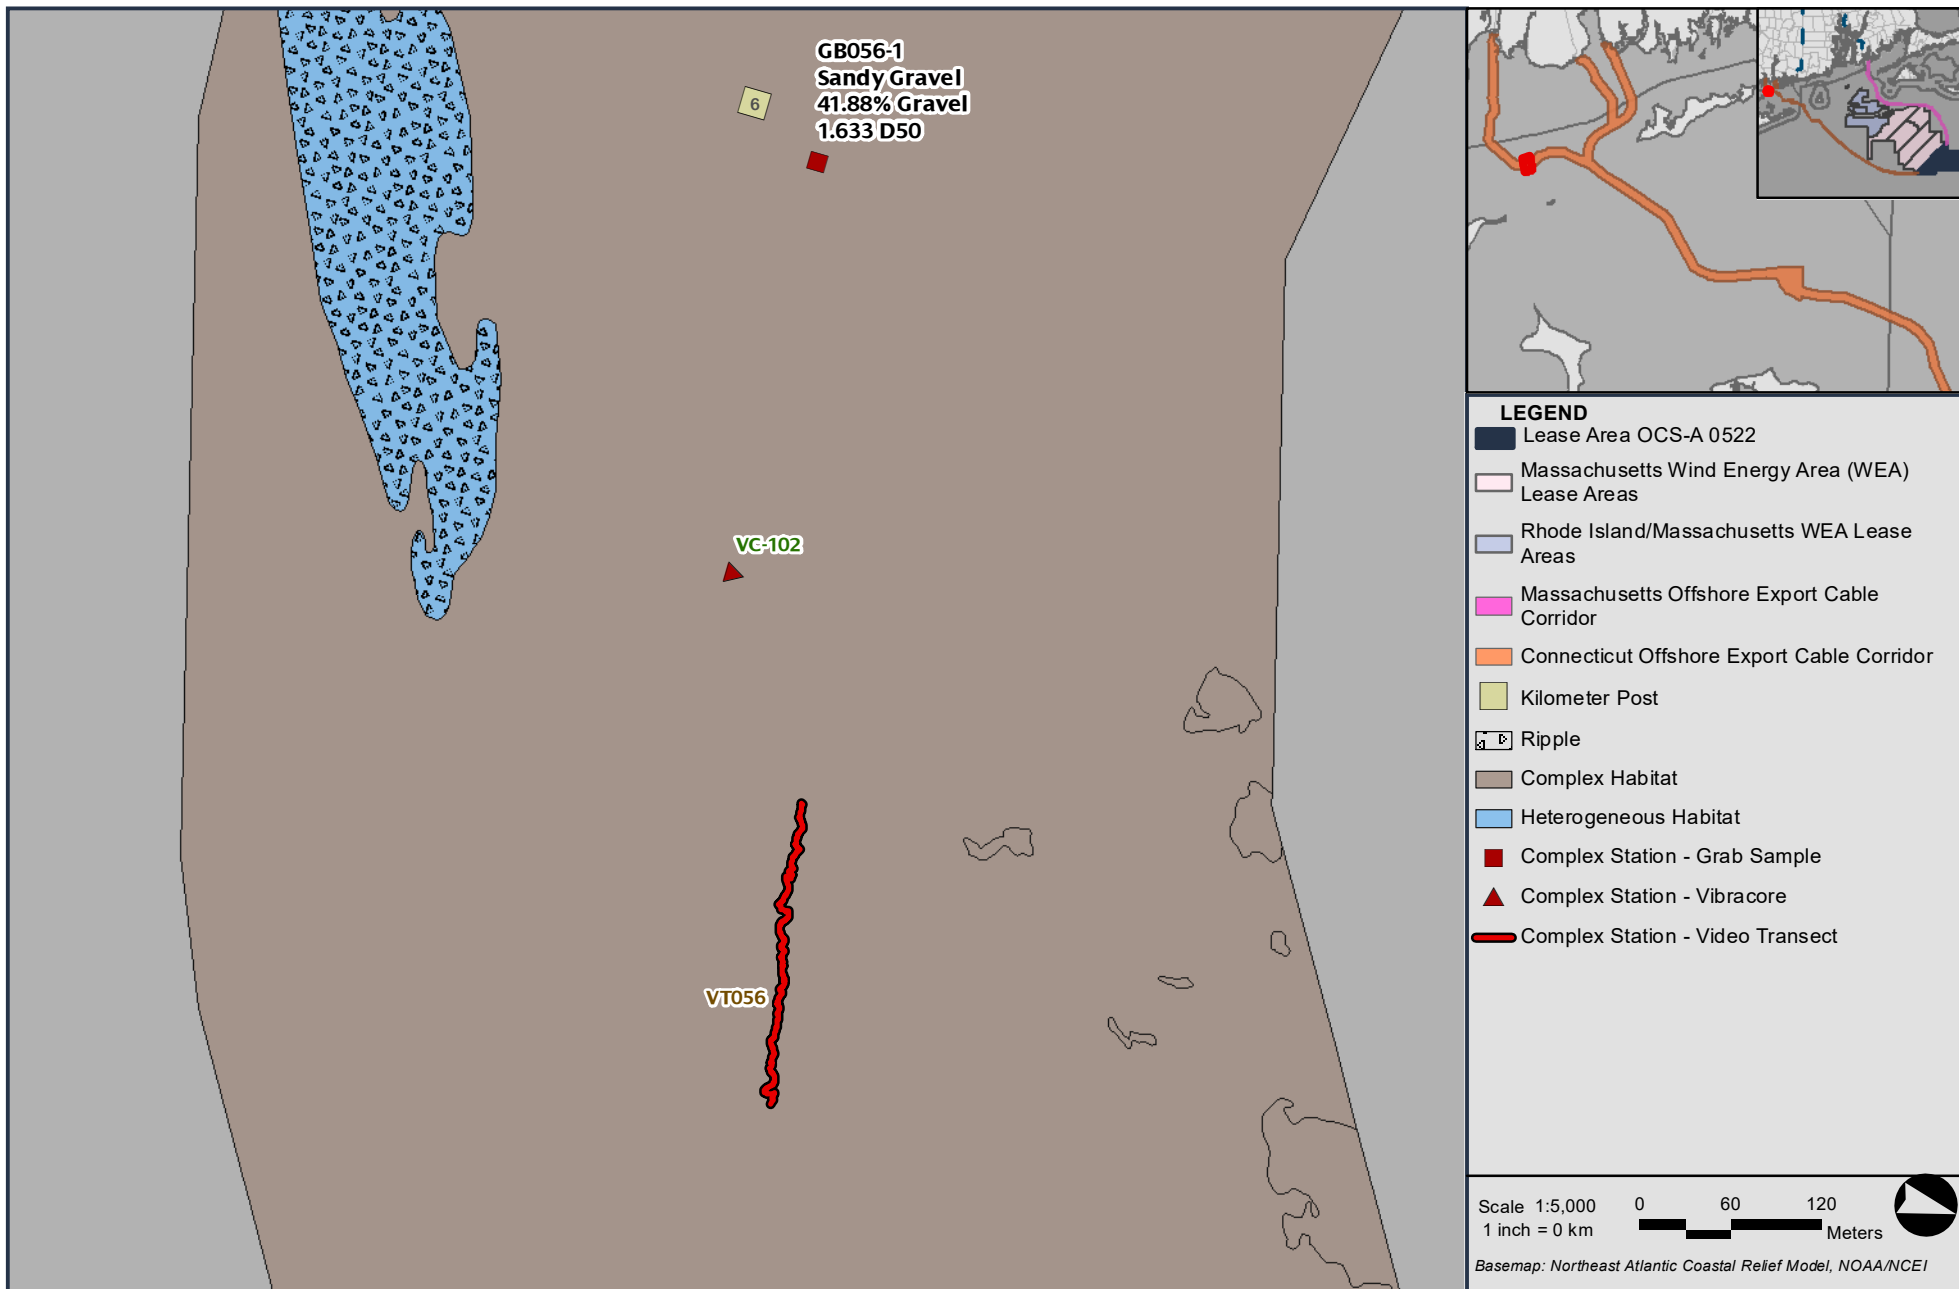 GB056-1
Sandy Gravel
41.88% Gravel
1.633 D50
6
VC-102
VT056
LEGEND
Lease Area OCS-A 0522
Massachusetts Wind Energy Area (WEA)
Lease Areas
Rhode Island/Massachusetts WEA Lease
Areas
Massachusetts Offshore Export Cable
Corridor
Connecticut Offshore Export Cable Corridor
Kilometer Post
Ripple
Complex Habitat
Heterogeneous Habitat
Complex Station - Grab Sample
Complex Station - Vibracore
Complex Station - Video Transect
Scale 1:5,000
1 inch = 0 km
0 60 120
Meters
Basemap: Northeast Atlantic Coastal Relief Model, NOAA/NCEI